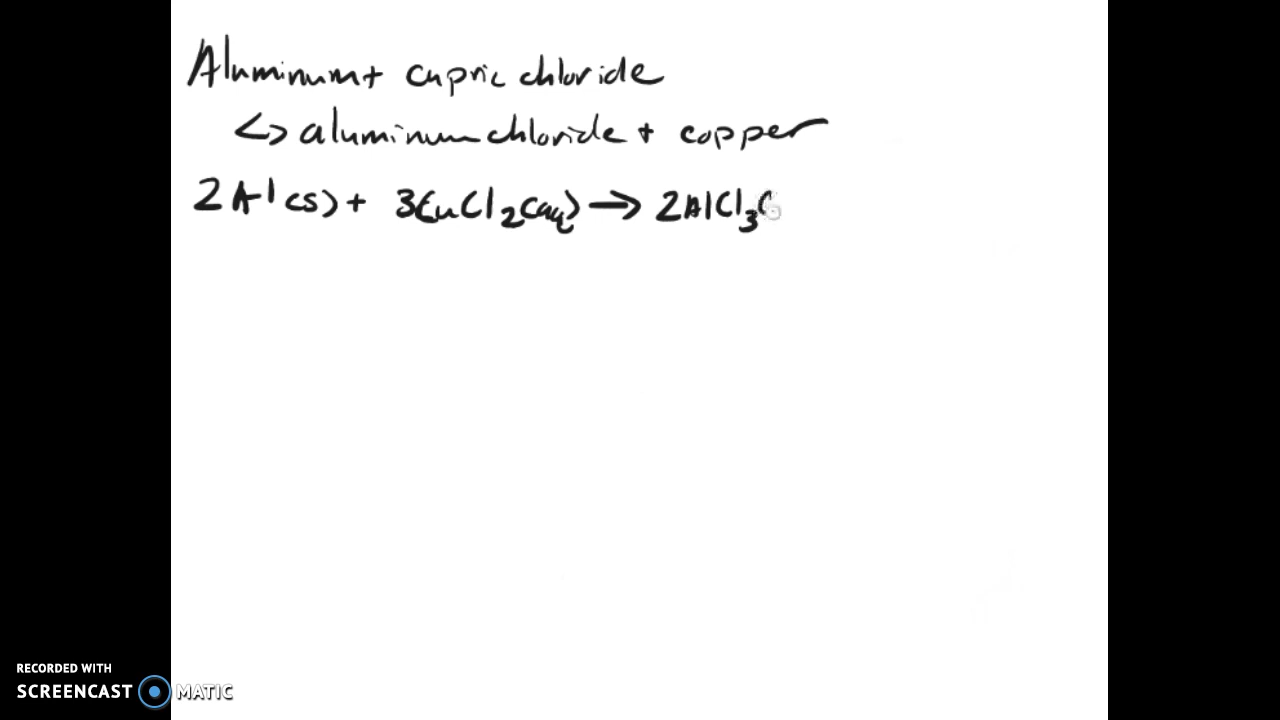 Aluminum + cupric chloride
<-> aluminum chloride + copper
2Al(s) + 3CuCl₂(aq) → 2AlCl₃(
RECORDED WITH
SCREENCAST MATIC